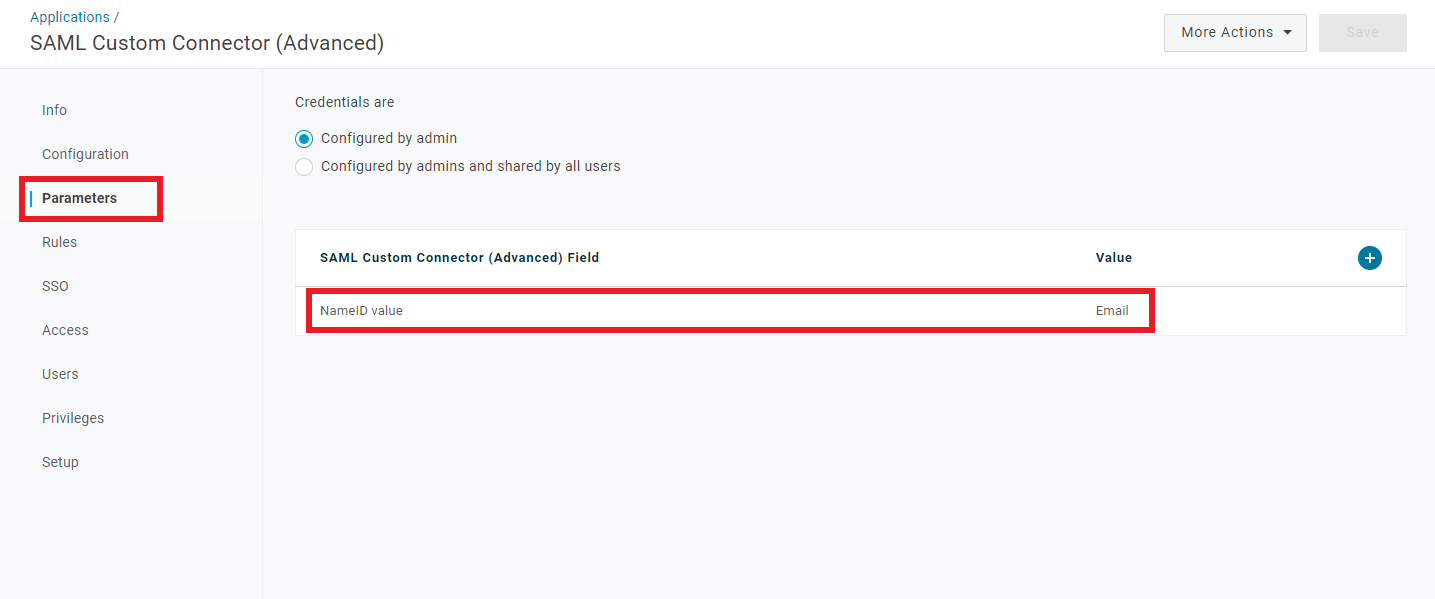 Applications /
SAML Custom Connector (Advanced)
More Actions
Save
Info
Configuration
Parameters
Rules
SSO
Access
Users
Privileges
Setup
Credentials are
Configured by admin
Configured by admins and shared by all users
SAML Custom Connector (Advanced) Field Value
NameID value Email